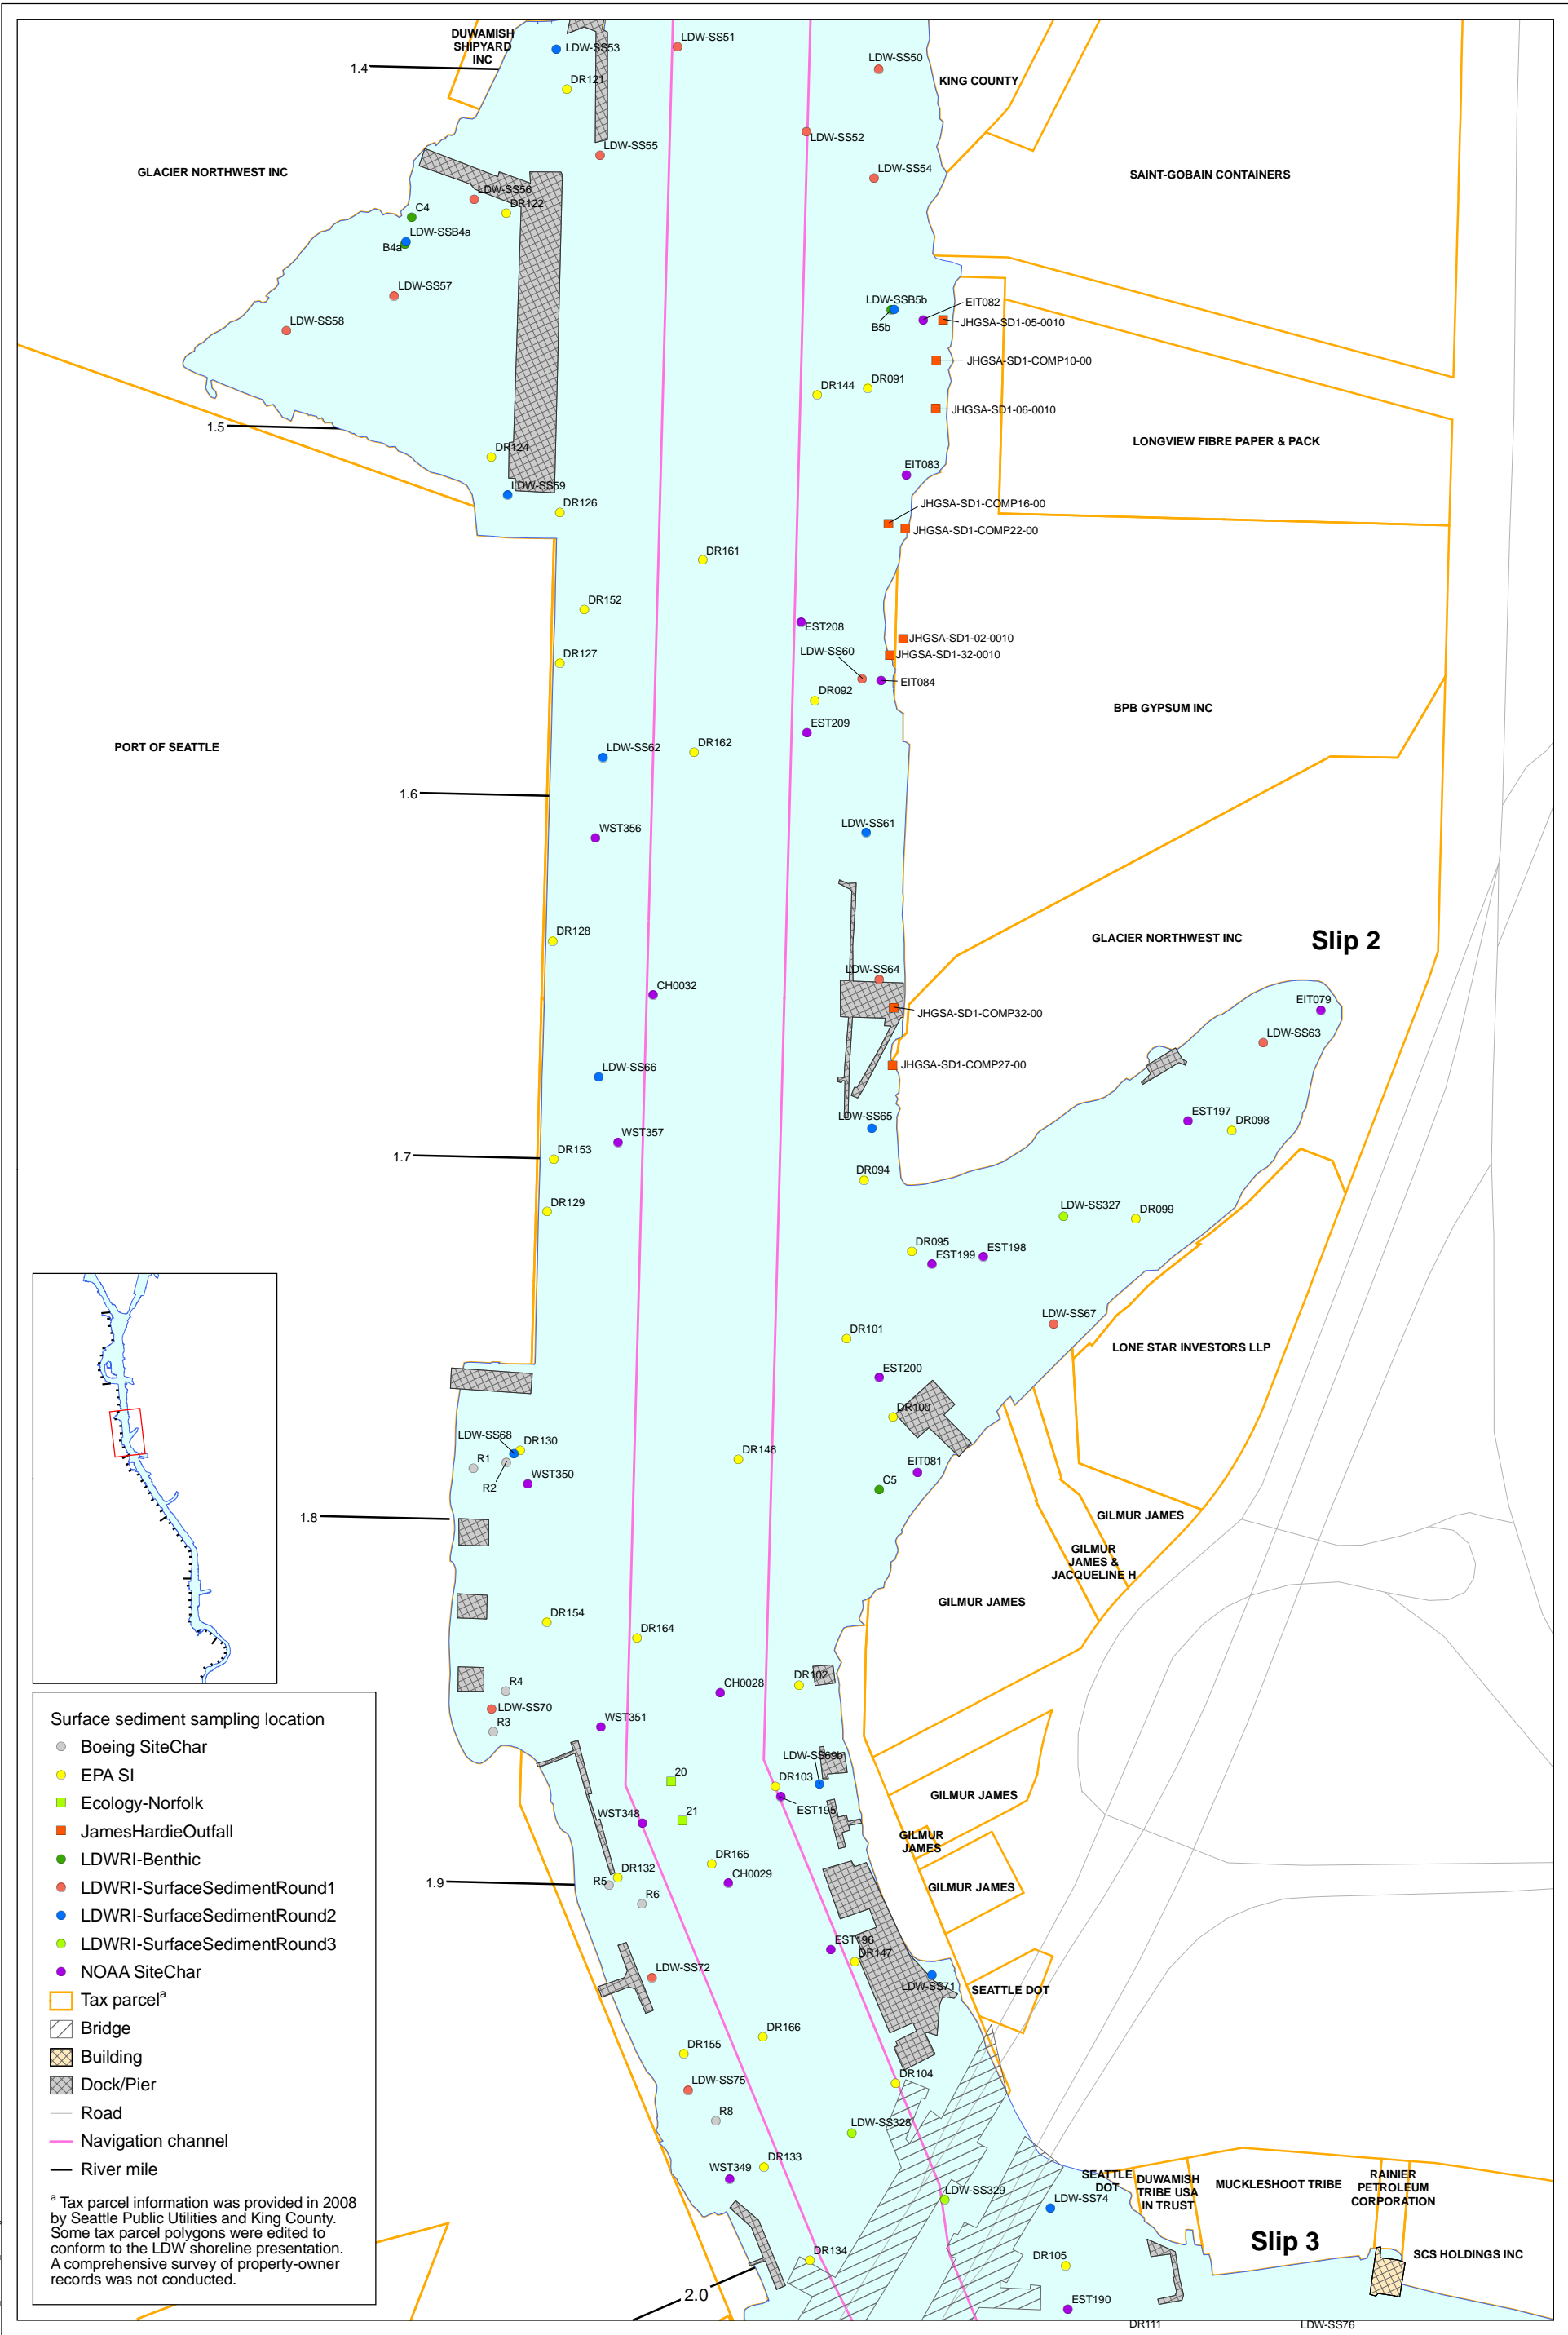 DUWAMISH
SHIPYARD
INC
LDW-SS53
LDW-SS51
LDW-SS50
1.4
DR121
KING COUNTY
LDW-SS52
LDW-SS55
GLACIER NORTHWEST INC
LDW-SS54
SAINT-GOBAIN CONTAINERS
LDW-SS56
C4
DR122
LDW-SSB4a
B4a
LDW-SS57
LDW-SSB5b
EIT082
B5b
JHGSA-SD1-05-0010
LDW-SS58
JHGSA-SD1-COMP10-00
DR144
DR091
JHGSA-SD1-06-0010
1.5
LONGVIEW FIBRE PAPER & PACK
DR124
EIT083
LDW-SS59
DR126
JHGSA-SD1-COMP16-00
JHGSA-SD1-COMP22-00
DR161
DR152
EST208
JHGSA-SD1-02-0010
LDW-SS60
JHGSA-SD1-32-0010
DR127
EIT084
DR092
BPB GYPSUM INC
EST209
PORT OF SEATTLE
LDW-SS62
DR162
1.6
WST356
LDW-SS61
DR128
GLACIER NORTHWEST INC
Slip 2
LDW-SS64
CH0032
EIT079
JHGSA-SD1-COMP32-00
LDW-SS63
JHGSA-SD1-COMP27-00
LDW-SS66
LDW-SS65
EST197
DR098
WST357
1.7
DR153
DR094
DR129
LDW-SS327
DR099
DR095
EST199
EST198
LDW-SS67
DR101
LONE STAR INVESTORS LLP
EST200
DR100
LDW-SS68
DR130
DR146
R1
R2
WST350
EIT081
C5
1.8
GILMUR JAMES
GILMUR
JAMES &
JACQUELINE H
GILMUR JAMES
DR154
DR164
R4
CH0028
DR102
LDW-SS70
R3
WST351
LDW-SS69b
20
DR103
EST195
GILMUR JAMES
WST348
21
GILMUR
JAMES
DR165
DR132
CH0029
1.9
R5
R6
GILMUR JAMES
EST196
DR147
LDW-SS72
LDW-SS71
SEATTLE DOT
DR166
DR155
LDW-SS75
DR104
R8
LDW-SS328
DR133
WST349
LDW-SS329
SEATTLE
DOT
DUWAMISH
TRIBE USA
IN TRUST
MUCKLESHOOT TRIBE
RAINIER
PETROLEUM
CORPORATION
LDW-SS74
Slip 3
SCS HOLDINGS INC
DR134
DR105
2.0
EST190
DR111
LDW-SS76
Surface sediment sampling location
Boeing SiteChar
EPA SI
Ecology-Norfolk
JamesHardieOutfall
LDWRI-Benthic
LDWRI-SurfaceSedimentRound1
LDWRI-SurfaceSedimentRound2
LDWRI-SurfaceSedimentRound3
NOAA SiteChar
Tax parcelª
Bridge
Building
Dock/Pier
Road
Navigation channel
River mile
ª Tax parcel information was provided in 2008
by Seattle Public Utilities and King County.
Some tax parcel polygons were edited to
conform to the LDW shoreline presentation.
A comprehensive survey of property-owner
records was not conducted.